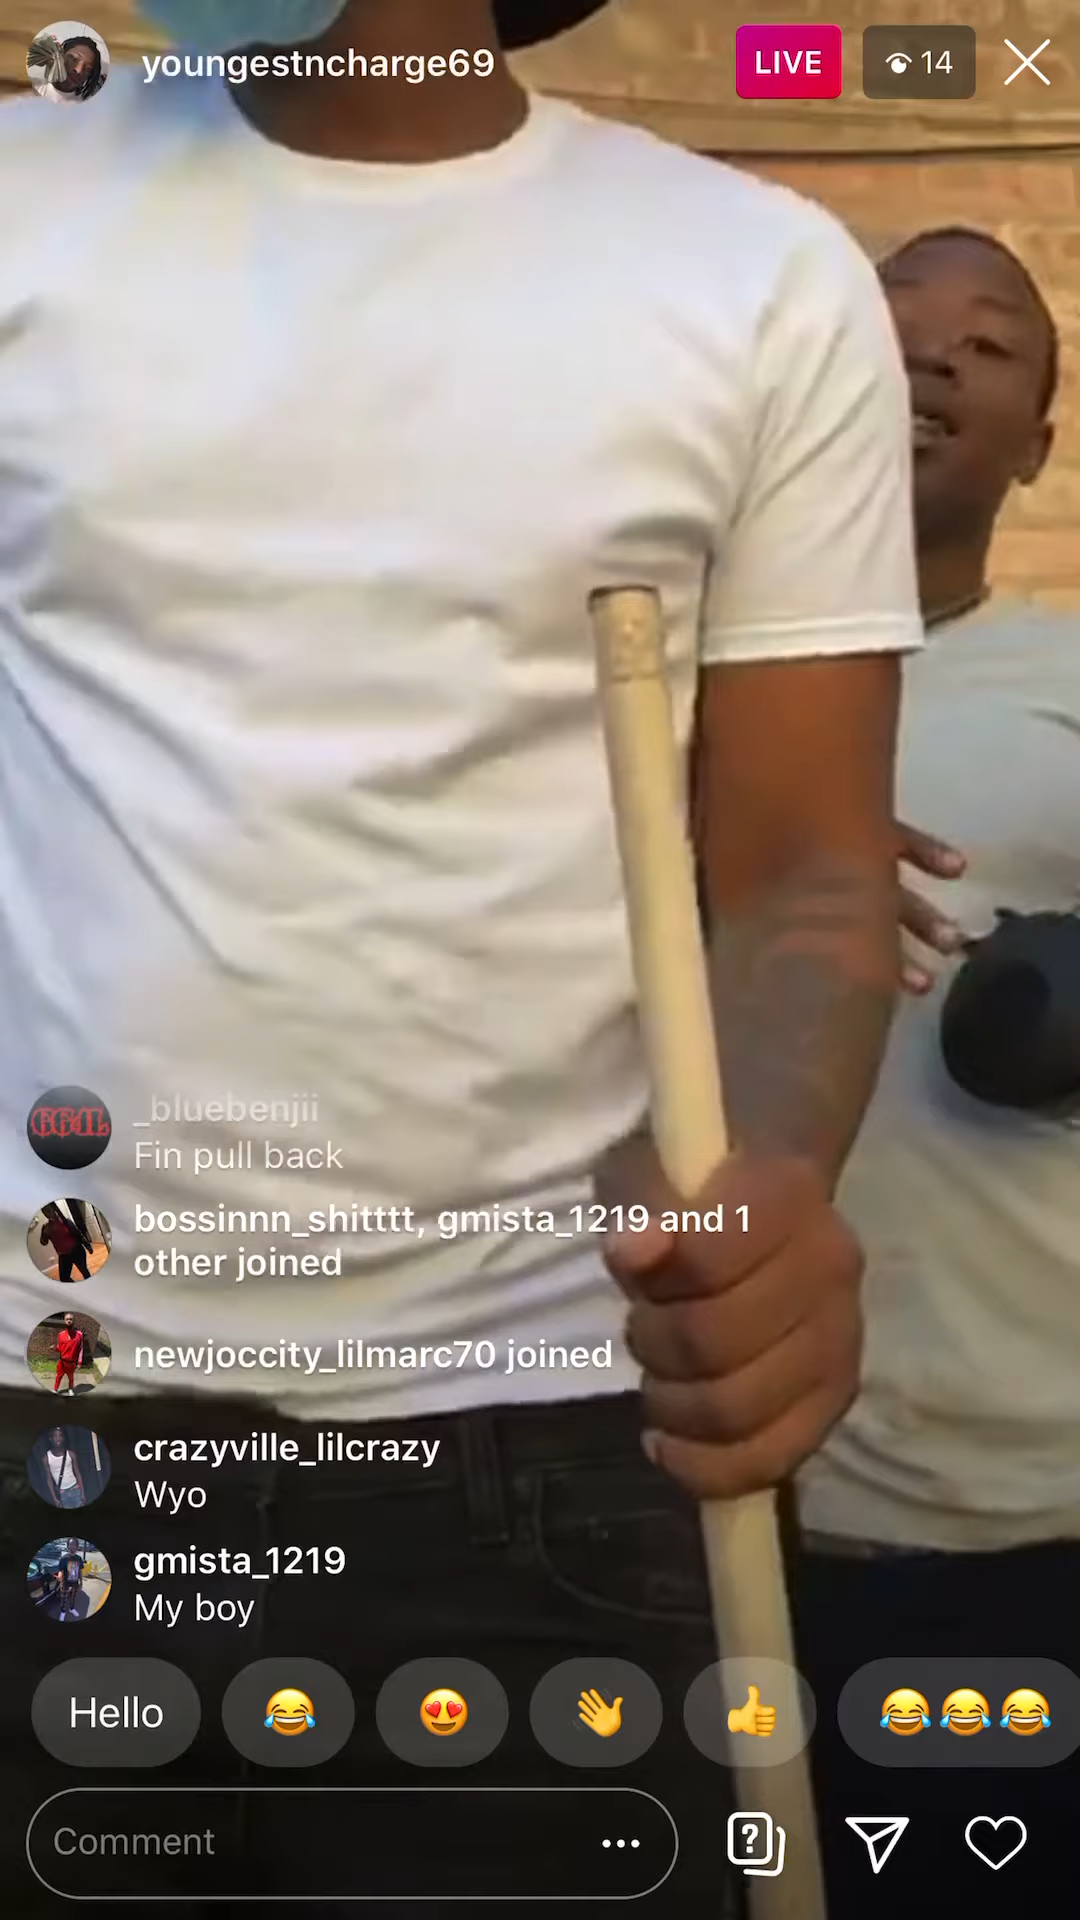 youngestncharge69
LIVE
14
_bluebenjii
Fin pull back
bossinnn_shitttt, gmista_1219 and 1
other joined
newjoccity_lilmarc70 joined
crazyville_lilcrazy
Wyo
gmista_1219
My boy
Hello
Comment